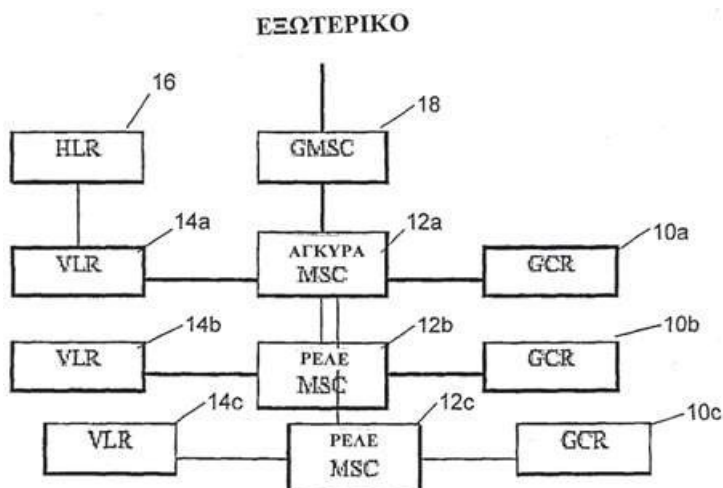 ΕΞΩΤΕΡΙΚΟ
16
18
HLR
GMSC
14a
12a
10a
VLR
ΑΓΚΥΡΑ
MSC
GCR
14b
12b
10b
VLR
ΡΕΛΕ
MSC
GCR
14c
12c
10c
VLR
ΡΕΛΕ
MSC
GCR